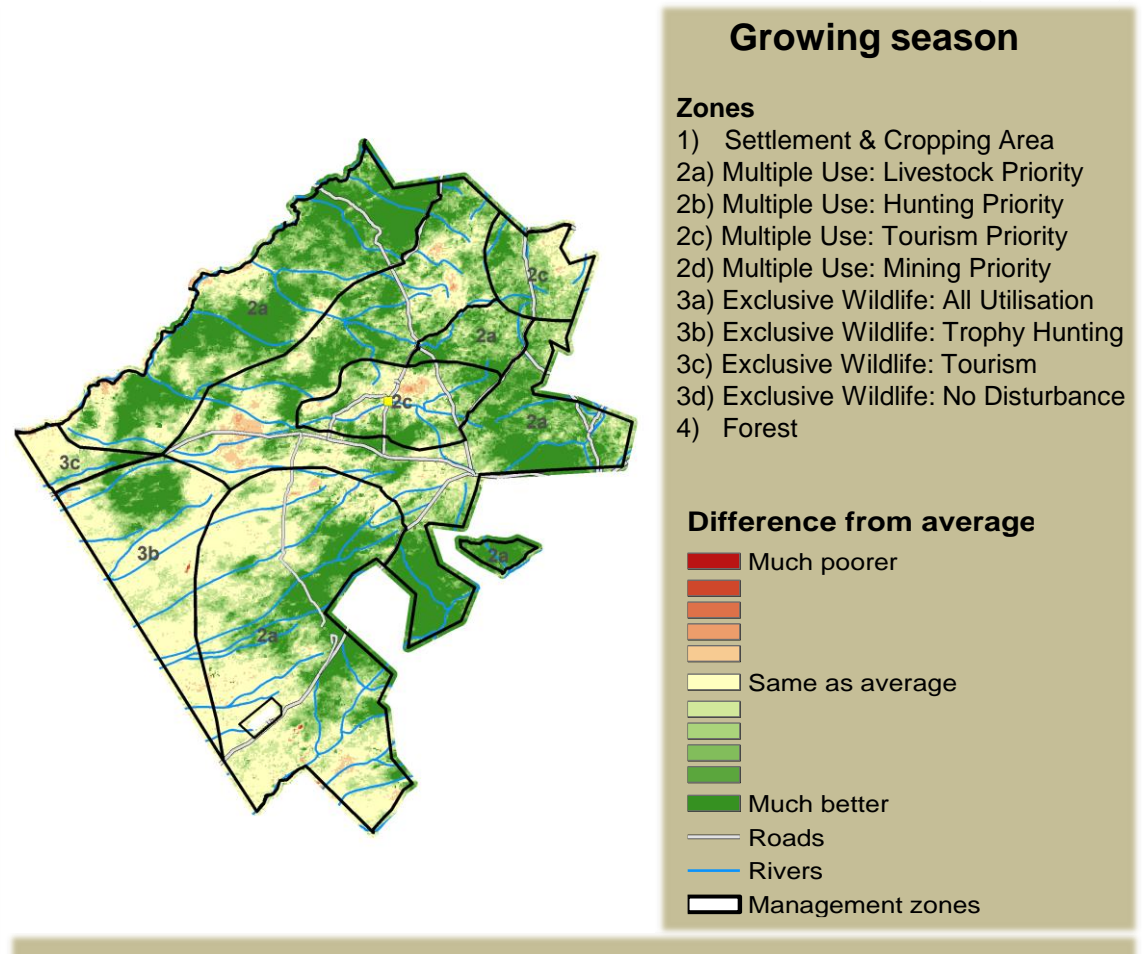 Growing season
Zones
1) Settlement & Cropping Area
2a) Multiple Use: Livestock Priority
2b) Multiple Use: Hunting Priority
2c) Multiple Use: Tourism Priority
2d) Multiple Use: Mining Priority
3a) Exclusive Wildlife: All Utilisation
3b) Exclusive Wildlife: Trophy Hunting
3c) Exclusive Wildlife: Tourism
3d) Exclusive Wildlife: No Disturbance
4) Forest
Difference from average
Much poorer
Same as average
Much better
Roads
Rivers
Management zones
2c
2a
2a
2c
2a
3c
3b
2a
2a